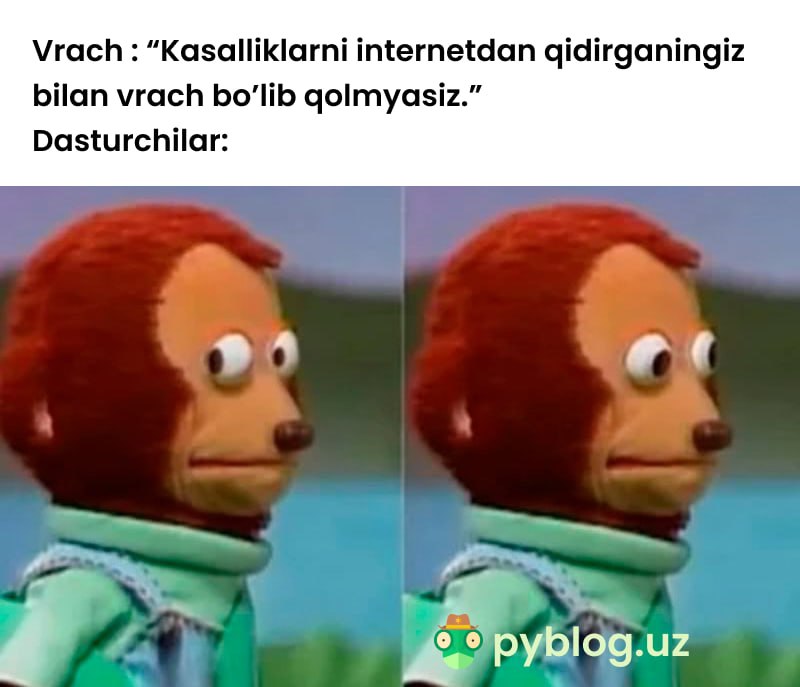 Vrach : “Kasalliklarni internetdan qidirganingiz
bilan vrach bo’lib qolmyasiz.”
Dasturchilar:
pyblog.uz